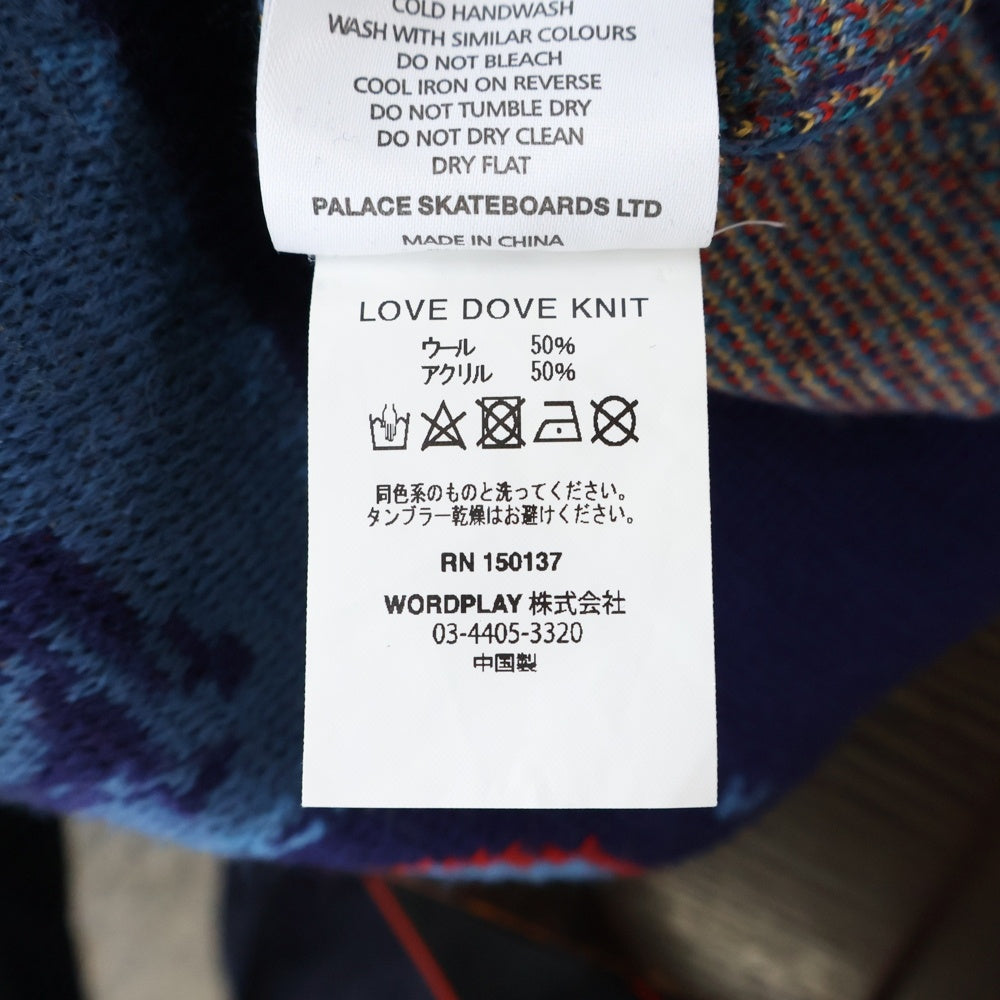 COLD HANDWASH
WASH WITH SIMILAR COLOURS
DO NOT BLEACH
COOL IRON ON REVERSE
DO NOT TUMBLE DRY
DO NOT DRY CLEAN
DRY FLAT
PALACE SKATEBOARDS LTD
MADE IN CHINA
LOVE DOVE KNIT
ウール 50%
アクリル 50%
同色系のものと洗ってください。
タンブラー乾燥はお避けください。
RN 150137
WORDPLAY 株式会社
03-4405-3320
中国製